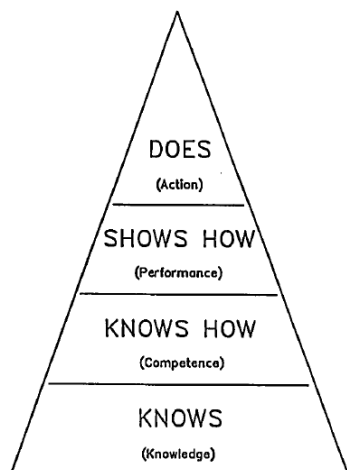 DOES
(Action)
SHOWS HOW
(Performance)
KNOWS HOW
(Competence)
KNOWS
(Knowledge)